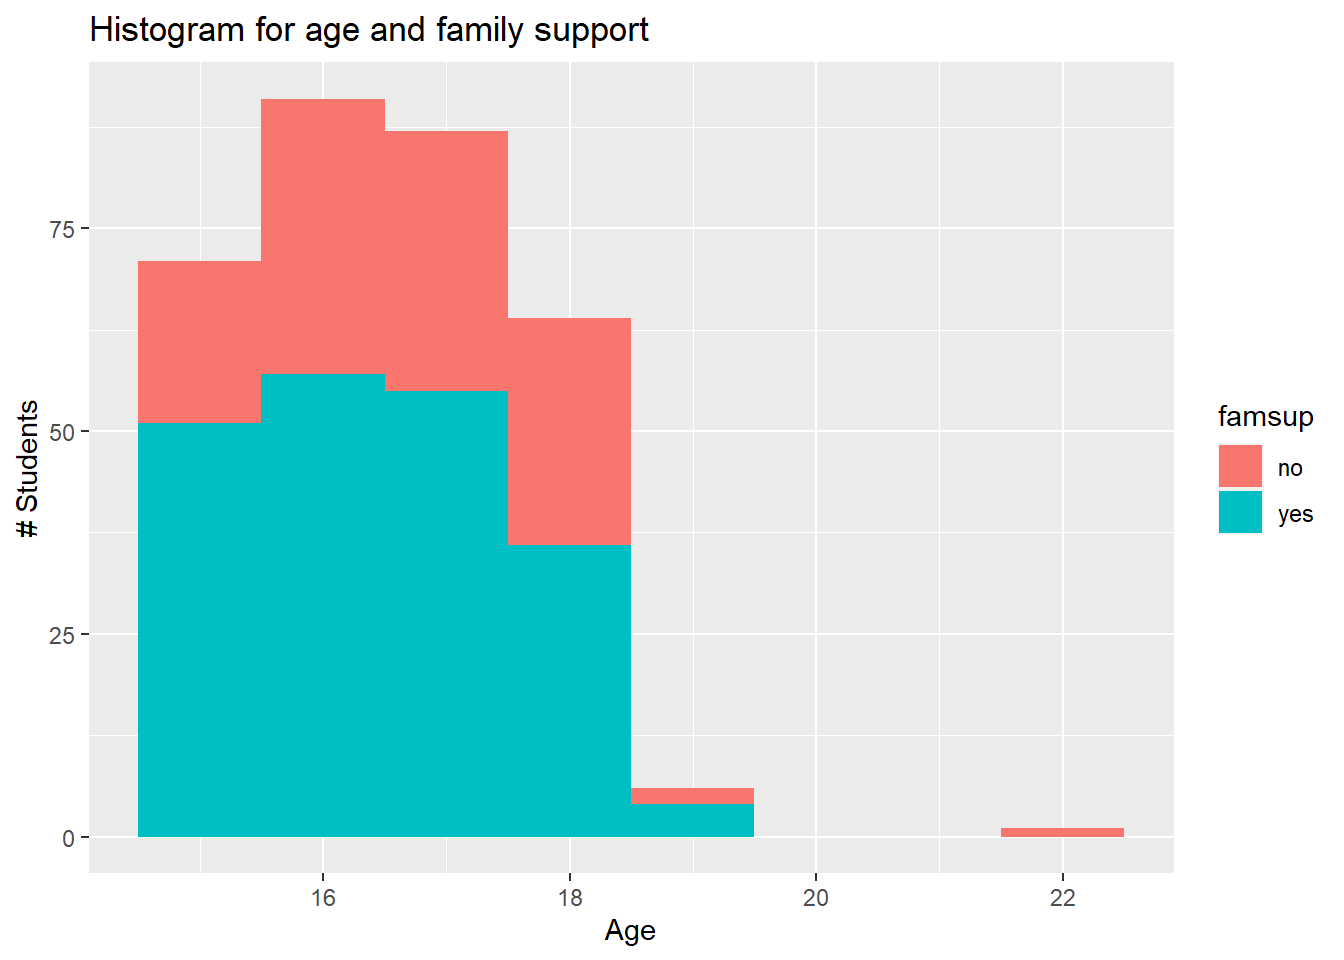 Histogram for age and family support
# Students
75
50
25
0
16
18
20
22
Age
famsup
no
yes